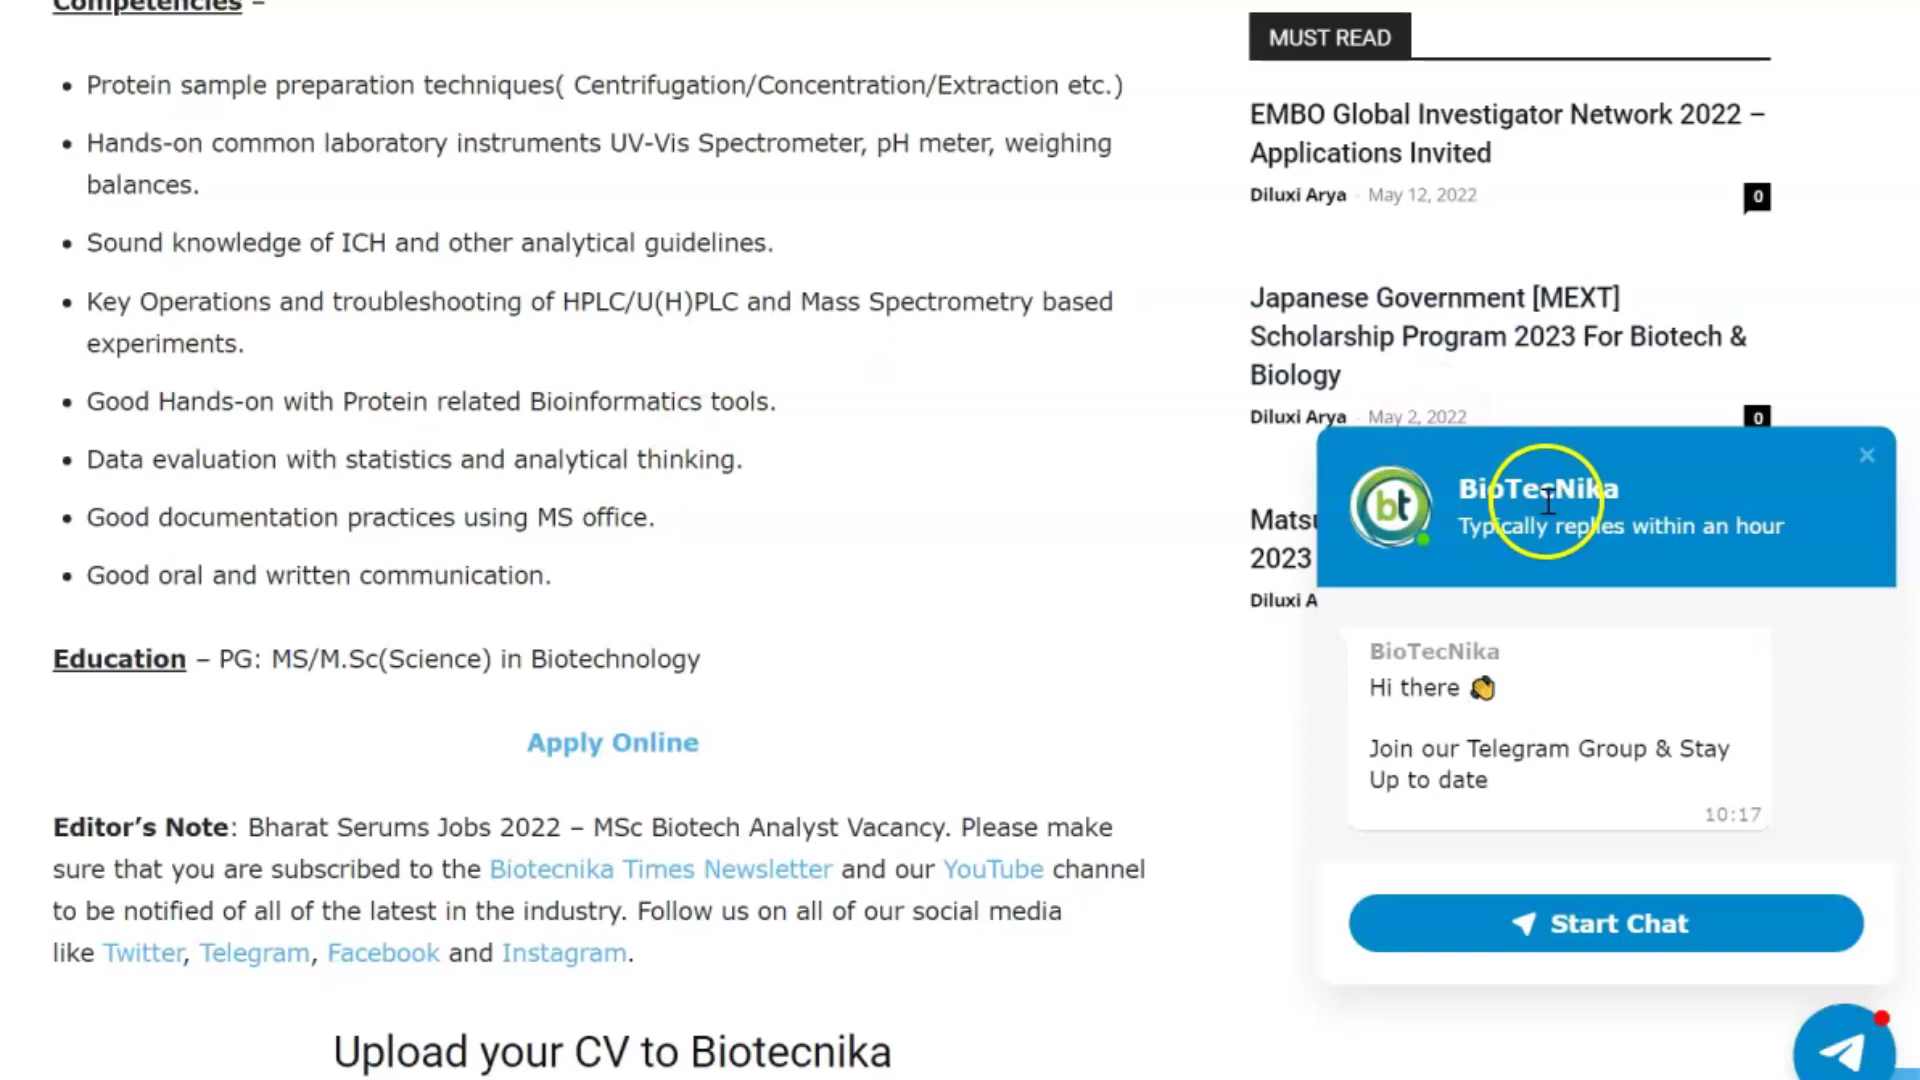 Competencies –
• Protein sample preparation techniques( Centrifugation/Concentration/Extraction etc.)
• Hands-on common laboratory instruments UV-Vis Spectrometer, pH meter, weighing
balances.
• Sound knowledge of ICH and other analytical guidelines.
• Key Operations and troubleshooting of HPLC/U(H)PLC and Mass Spectrometry based
experiments.
• Good Hands-on with Protein related Bioinformatics tools.
• Data evaluation with statistics and analytical thinking.
• Good documentation practices using MS office.
• Good oral and written communication.
Education – PG: MS/M.Sc(Science) in Biotechnology
Apply Online
Editor’s Note: Bharat Serums Jobs 2022 – MSc Biotech Analyst Vacancy. Please make
sure that you are subscribed to the Biotecnika Times Newsletter and our YouTube channel
to be notified of all of the latest in the industry. Follow us on all of our social media
like Twitter, Telegram, Facebook and Instagram.
Upload your CV to Biotecnika
MUST READ
EMBO Global Investigator Network 2022 –
Applications Invited
Diluxi Arya - May 12, 2022 0
Japanese Government [MEXT]
Scholarship Program 2023 For Biotech &
Biology
Diluxi Arya - May 2, 2022 0
2023
bt
BioTecNika
Typically replies within an hour
×
BioTecNika
Hi there 👋
Join our Telegram Group & Stay
Up to date
10:17
Start Chat